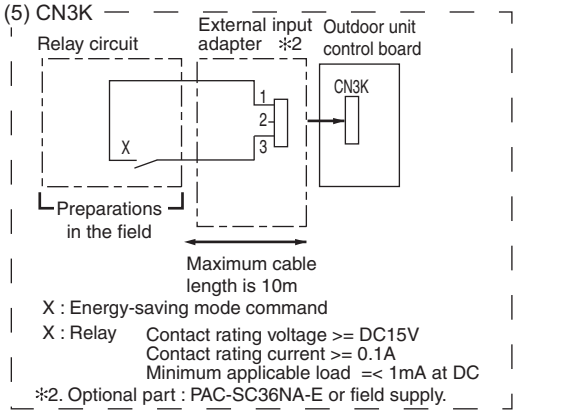 (5) CN3K
Relay circuit
External input
adapter ✻2
Outdoor unit
control board
CN3K
1
2
3
X
Preparations
in the field
Maximum cable
length is 10m
X : Energy-saving mode command
X : Relay Contact rating voltage >= DC15V
Contact rating current >= 0.1A
Minimum applicable load =< 1mA at DC
✻2. Optional part : PAC-SC36NA-E or field supply.